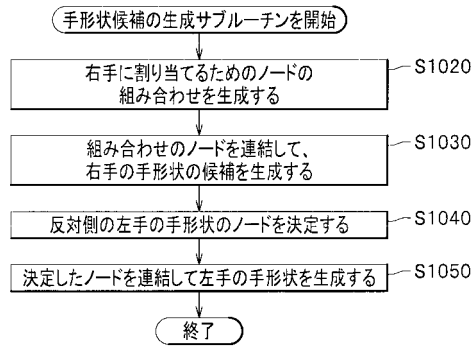 手形状候補の生成サブルーチンを開始
右手に割り当てるためのノードの
組み合わせを生成する
S1020
組み合わせのノードを連結して、
右手の手形状の候補を生成する
S1030
反対側の左手の手形状のノードを決定する
S1040
決定したノードを連結して左手の手形状を生成する
S1050
終了